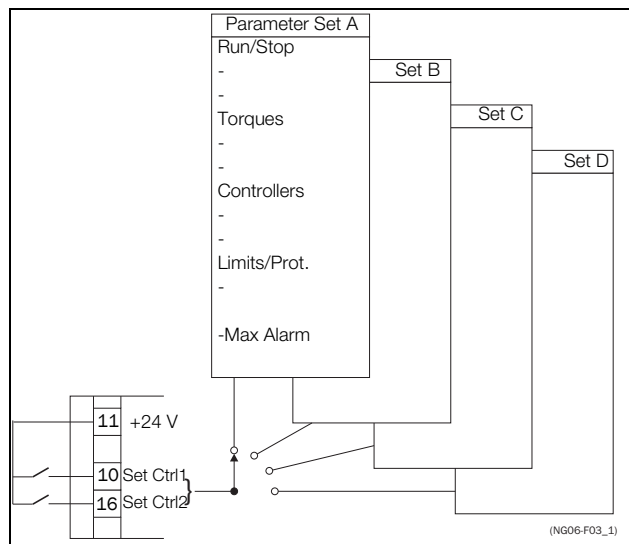 Parameter Set A
Run/Stop
-
-
Torques
-
-
Controllers
-
-
Limits/Prot.
-
-Max Alarm
Set B
Set C
Set D
11 +24 V
10 Set Ctrl1
16 Set Ctrl2
(NG06-F03_1)